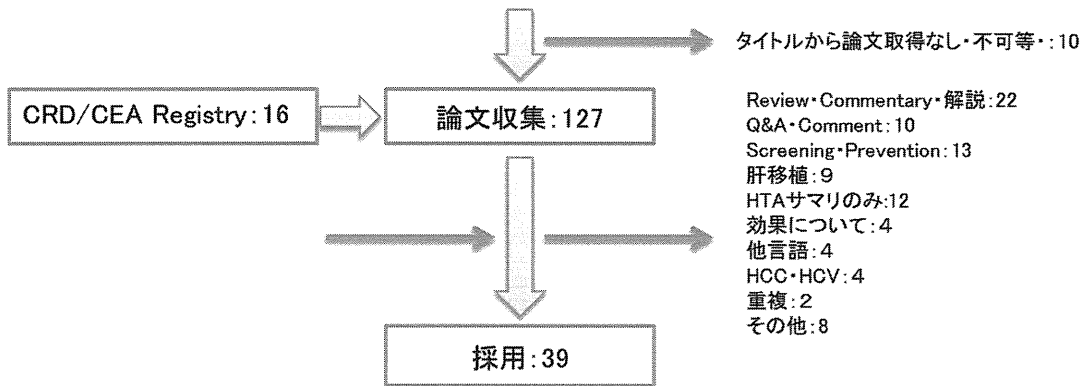 タイトルから論文取得なし・不可等・:10
CRD/CEA Registry:16
論文収集:127
Review・Commentary・解説:22
Q&A・Comment:10
Screening・Prevention:13
肝移植:9
HTAサマリのみ:12
効果について:4
他言語:4
HCC・HCV:4
重複:2
その他:8
採用:39